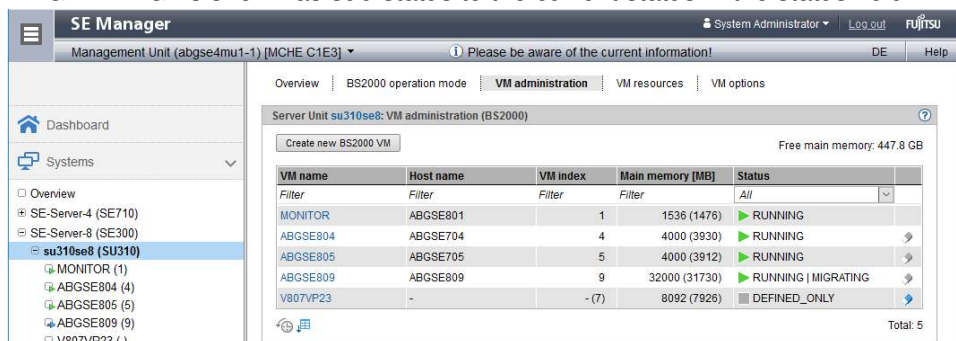 SE Manager
System Administrator Log out FUJITSU
Management Unit (abgse4mu1-1) [MCHE C1E3] Please be aware of the current information! DE Help
Overview BS2000 operation mode VM administration VM resources VM options
Dashboard
Systems
Overview
SE-Server-4 (SE710)
SE-Server-8 (SE300)
su310se8 (SU310)
MONITOR (1)
ABGSE804 (4)
ABGSE805 (5)
ABGSE809 (9)
Server Unit su310se8: VM administration (BS2000)
Create new BS2000 VM Free main memory: 447.8 GB
VM name Host name VM index Main memory [MB] Status
Filter Filter Filter Filter All
MONITOR ABGSE801 1 1536 (1476) RUNNING
ABGSE804 ABGSE704 4 4000 (3930) RUNNING
ABGSE805 ABGSE705 5 4000 (3912) RUNNING
ABGSE809 ABGSE809 9 32000 (31730) RUNNING | MIGRATING
V807VP23 - - (7) 8092 (7926) DEFINED_ONLY
Total: 5